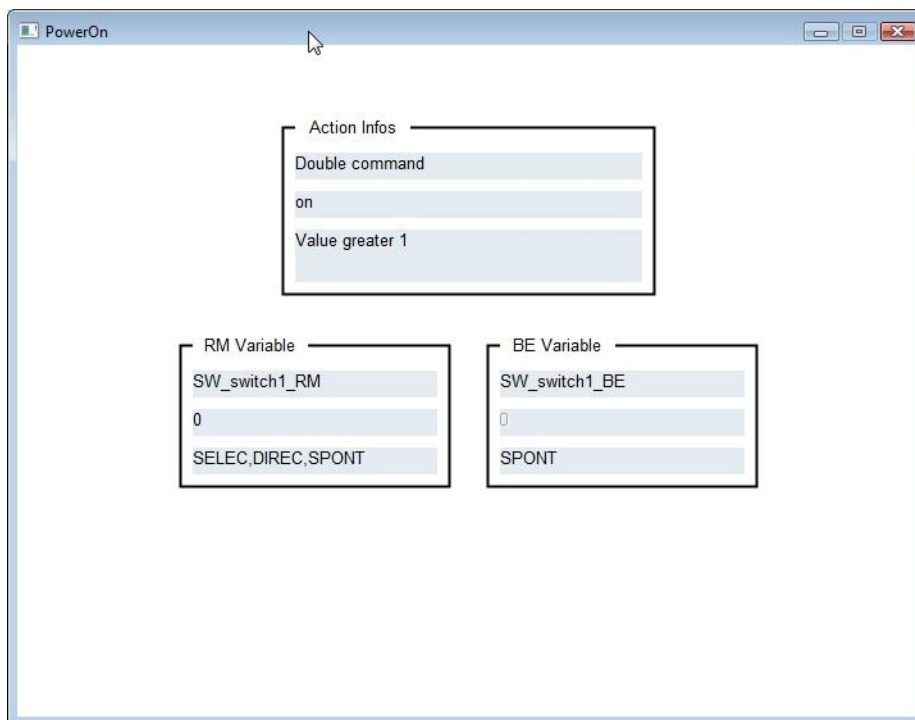 PowerOn
Action Infos
Double command
on
Value greater 1
RM Variable
SW_switch1_RM
0
SELEC,DIREC,SPONT
BE Variable
SW_switch1_BE
0
SPONT